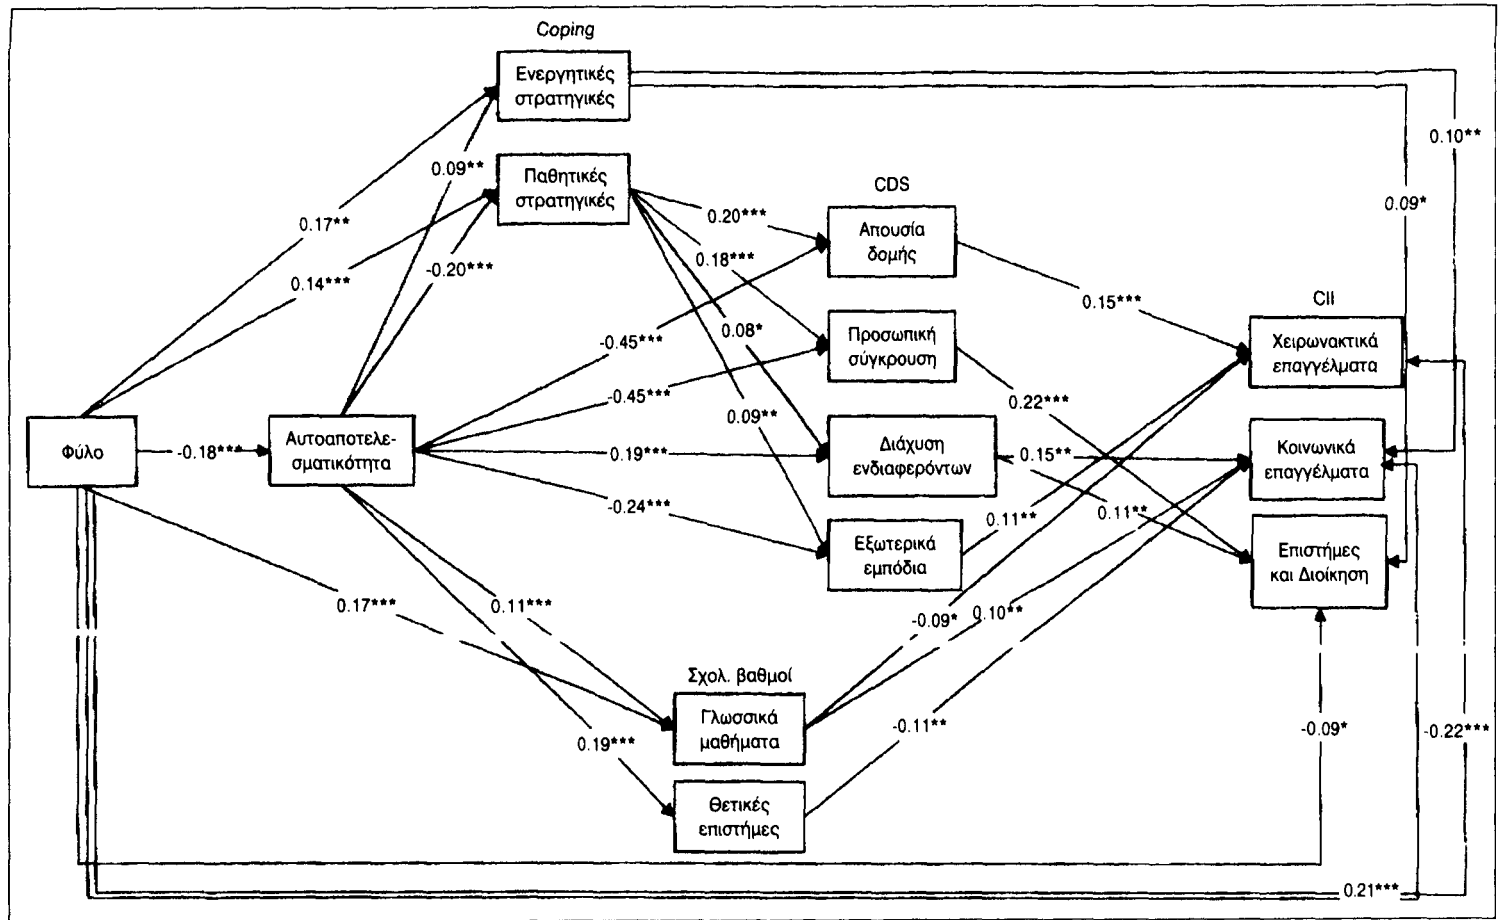 Coping
Ενεργητικές
στρατηγικές
0.10**
0.09**
Παθητικές
στρατηγικές
CDS
0.09*
0.17**
0.20***
Απουσία
δομής
0.14***
-0.20***
0.18***
0.15***
CII
-0.45***
0.08*
Προσωπική
σύγκρουση
Χειρωνακτικά
επαγγέλματα
-0.45***
0.09**
0.22***
Φύλο
-0.18***
Αυτοαποτελε-
σματικότητα
0.19***
Διάχυση
ενδιαφερόντων
0.15**
Κοινωνικά
επαγγέλματα
-0.24***
0.11**
0.11**
Εξωτερικά
εμπόδια
Επιστήμες
και Διοίκηση
0.17***
0.11***
-0.09*
0.10**
Σχολ. βαθμοί
Γλωσσικά
μαθήματα
0.19***
-0.11**
-0.09*
-0.22***
Θετικές
επιστήμες
0.21***